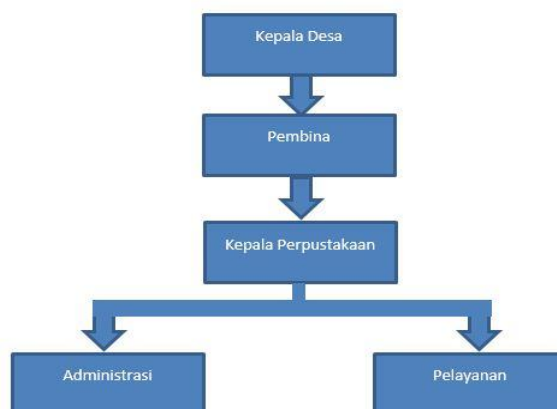 Kepala Desa
Pembina
Kepala Perpustakaan
Administrasi
Pelayanan